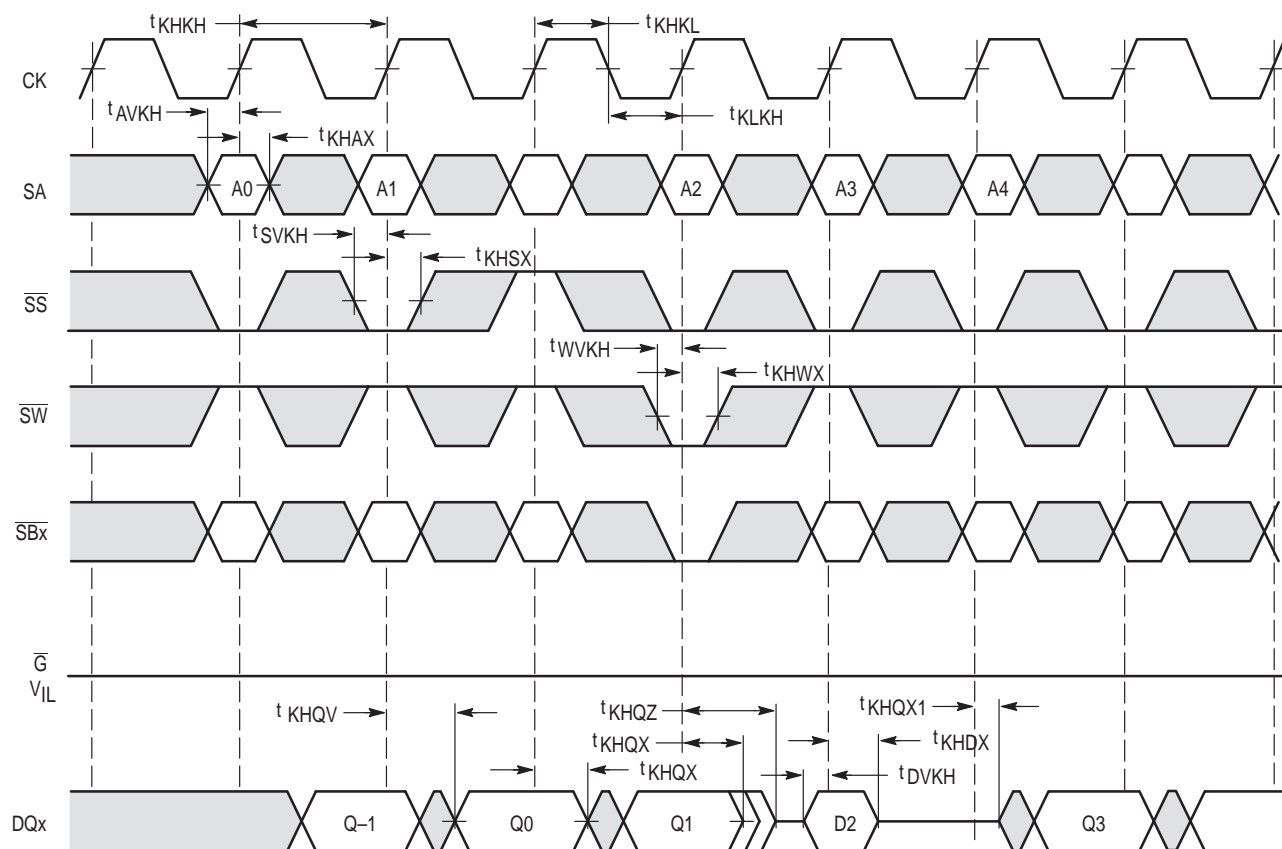 tKHKH tKHKL
CK
tAVKH tKLKH
tKHAX
SA A0 A1 A2 A3 A4
tSVKH
tKHSX
SS
tWVKH
tKHWX
SW
SBx
G
VIL
tKHQV tKHQZ tKHQX1
tKHQX tKHDX
tKHQX tDVKH
DQx Q–1 Q0 Q1 D2 Q3